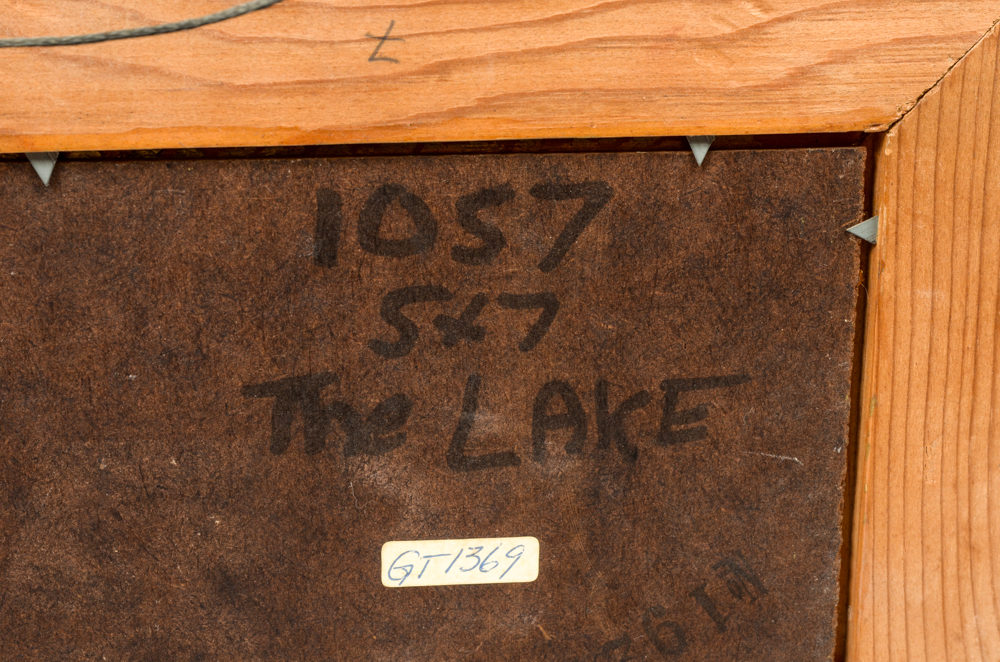 1057
5x7
The LAKE
GT1369